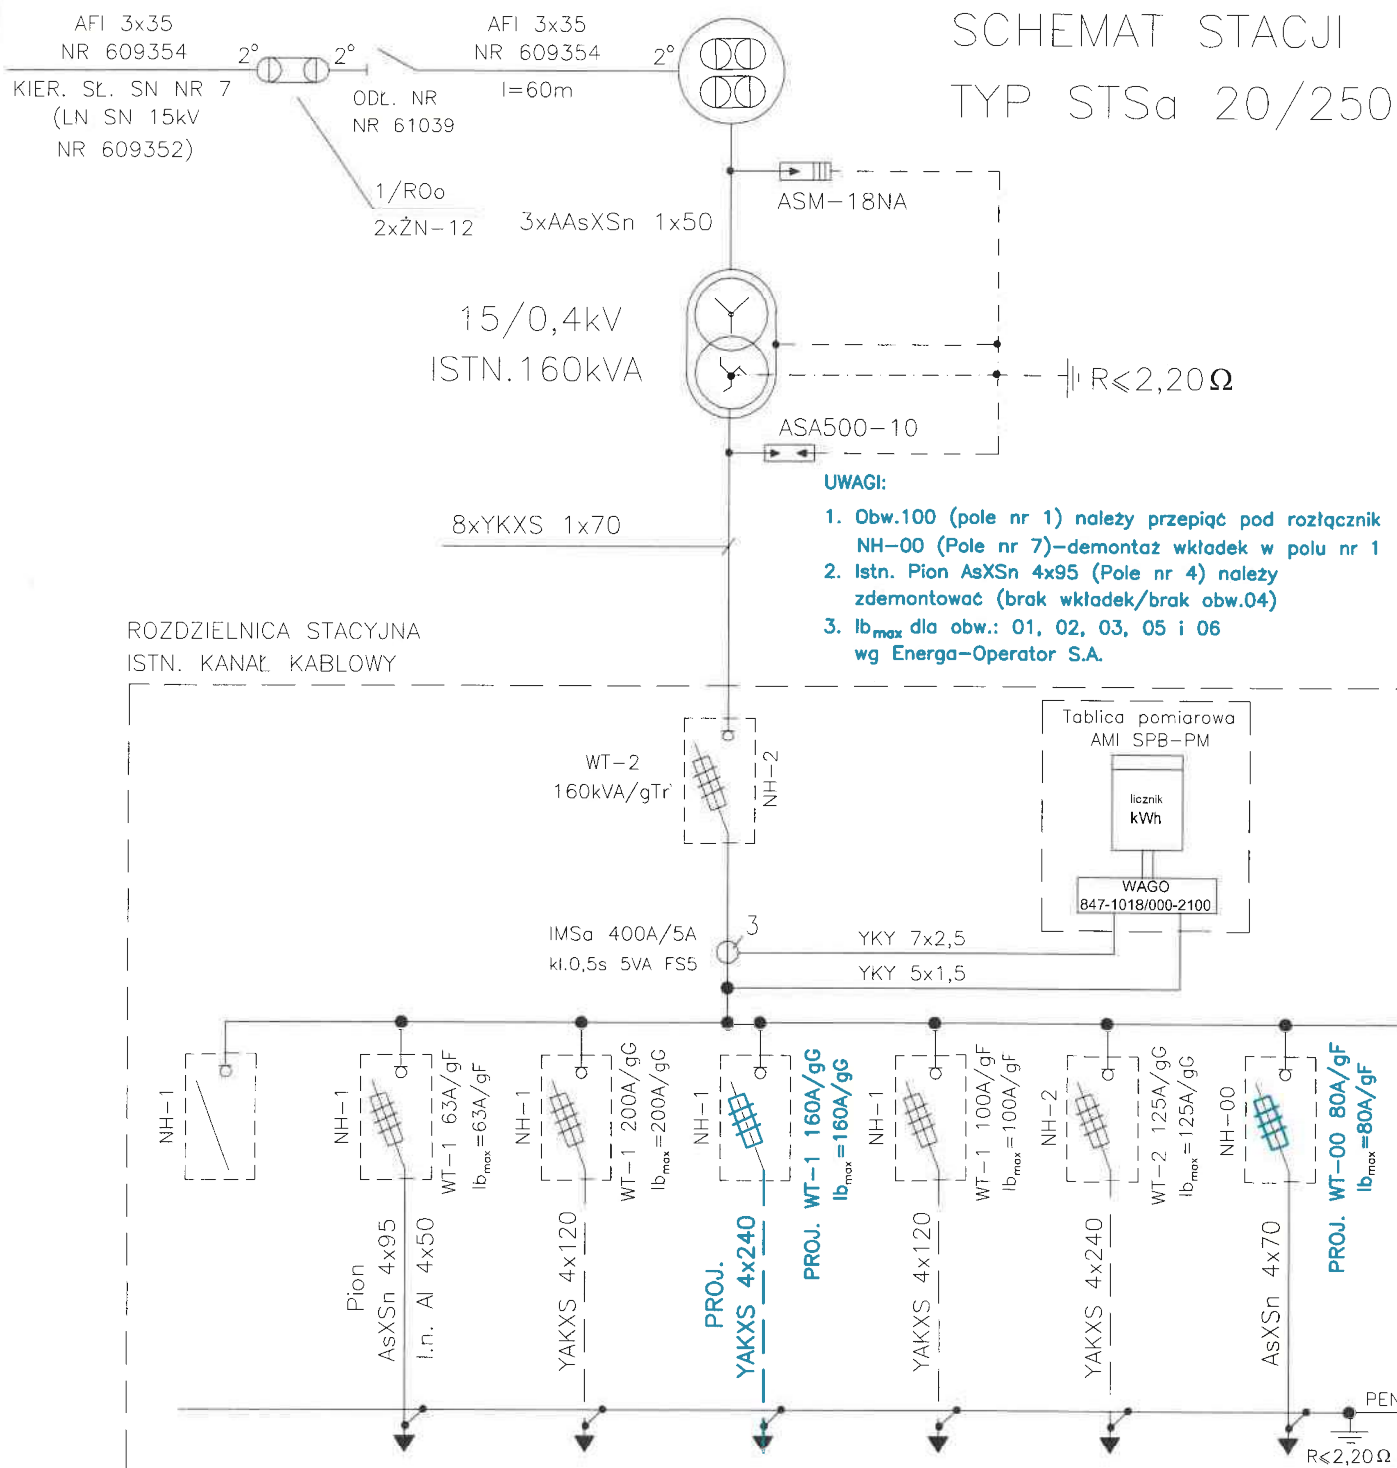 SCHEMAT STACJI
TYP STSa 20/250
AFl 3x35
NR 609354
2°
2°
KIER. SŁ. SN NR 7
(LN SN 15kV
NR 609352)
ODŁ. NR
NR 61039
AFl 3x35
NR 609354
2°
l=60m
1/ROo
2xŻN-12
3xAAsXSn 1x50
ASM-18NA
15/0,4kV
ISTN.160kVA
R⩽2,20Ω
ASA500-10
8xYKXS 1x70
UWAGI:
1. Obw.100 (pole nr 1) należy przepiąć pod rozłącznik
NH-00 (Pole nr 7)-demontaż wkładek w polu nr 1
2. Istn. Pion AsXSn 4x95 (Pole nr 4) należy
zdemontować (brak wkładek/brak obw.04)
3. Ibmax dla obw.: 01, 02, 03, 05 i 06
wg Energa-Operator S.A.
ROZDZIELNICA STACYJNA
ISTN. KANAŁ KABLOWY
WT-2
160kVA/gTr
NH-2
Tablica pomiarowa
AMI SPB-PM
licznik
kWh
WAGO
847-1018/000-2100
IMSa 400A/5A
kl.0,5s 5VA FS5
3
YKY 7x2,5
YKY 5x1,5
NH-1
NH-1
WT-1 63A/gF
Ibmax=63A/gF
Pion
AsXSn 4x95
l.n. Al 4x50
NH-1
WT-1 200A/gG
Ibmax=200A/gG
YAKXS 4x120
NH-1
PROJ. WT-1 160A/gG
Ibmax=160A/gG
PROJ.
YAKXS 4x240
NH-1
WT-1 100A/gF
Ibmax=100A/gF
YAKXS 4x120
NH-2
WT-2 125A/gG
Ibmax=125A/gG
YAKXS 4x240
NH-00
PROJ. WT-00 80A/gF
Ibmax=80A/gF
AsXSn 4x70
PEN
R⩽2,20Ω